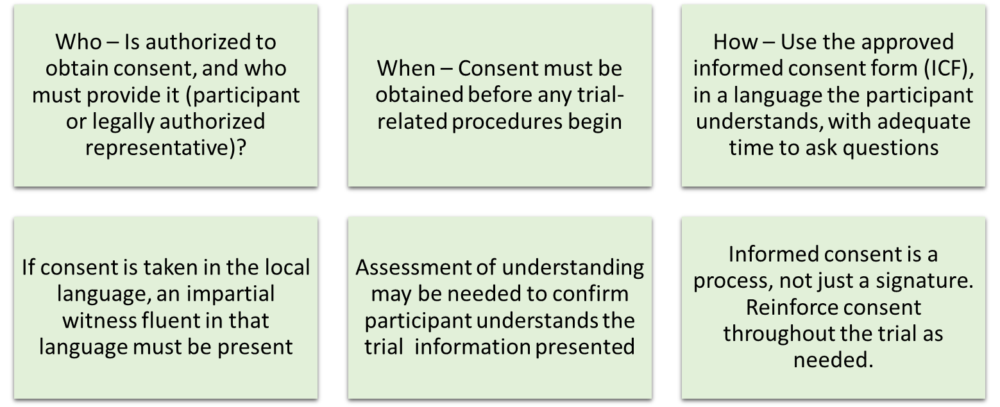 Who – Is authorized to
obtain consent, and who
must provide it (participant
or legally authorized
representative)?
When – Consent must be
obtained before any trial-
related procedures begin
How – Use the approved
informed consent form (ICF),
in a language the participant
understands, with adequate
time to ask questions
If consent is taken in the local
language, an impartial
witness fluent in that
language must be present
Assessment of understanding
may be needed to confirm
participant understands the
trial  information presented
Informed consent is a
process, not just a signature.
Reinforce consent
throughout the trial as
needed.